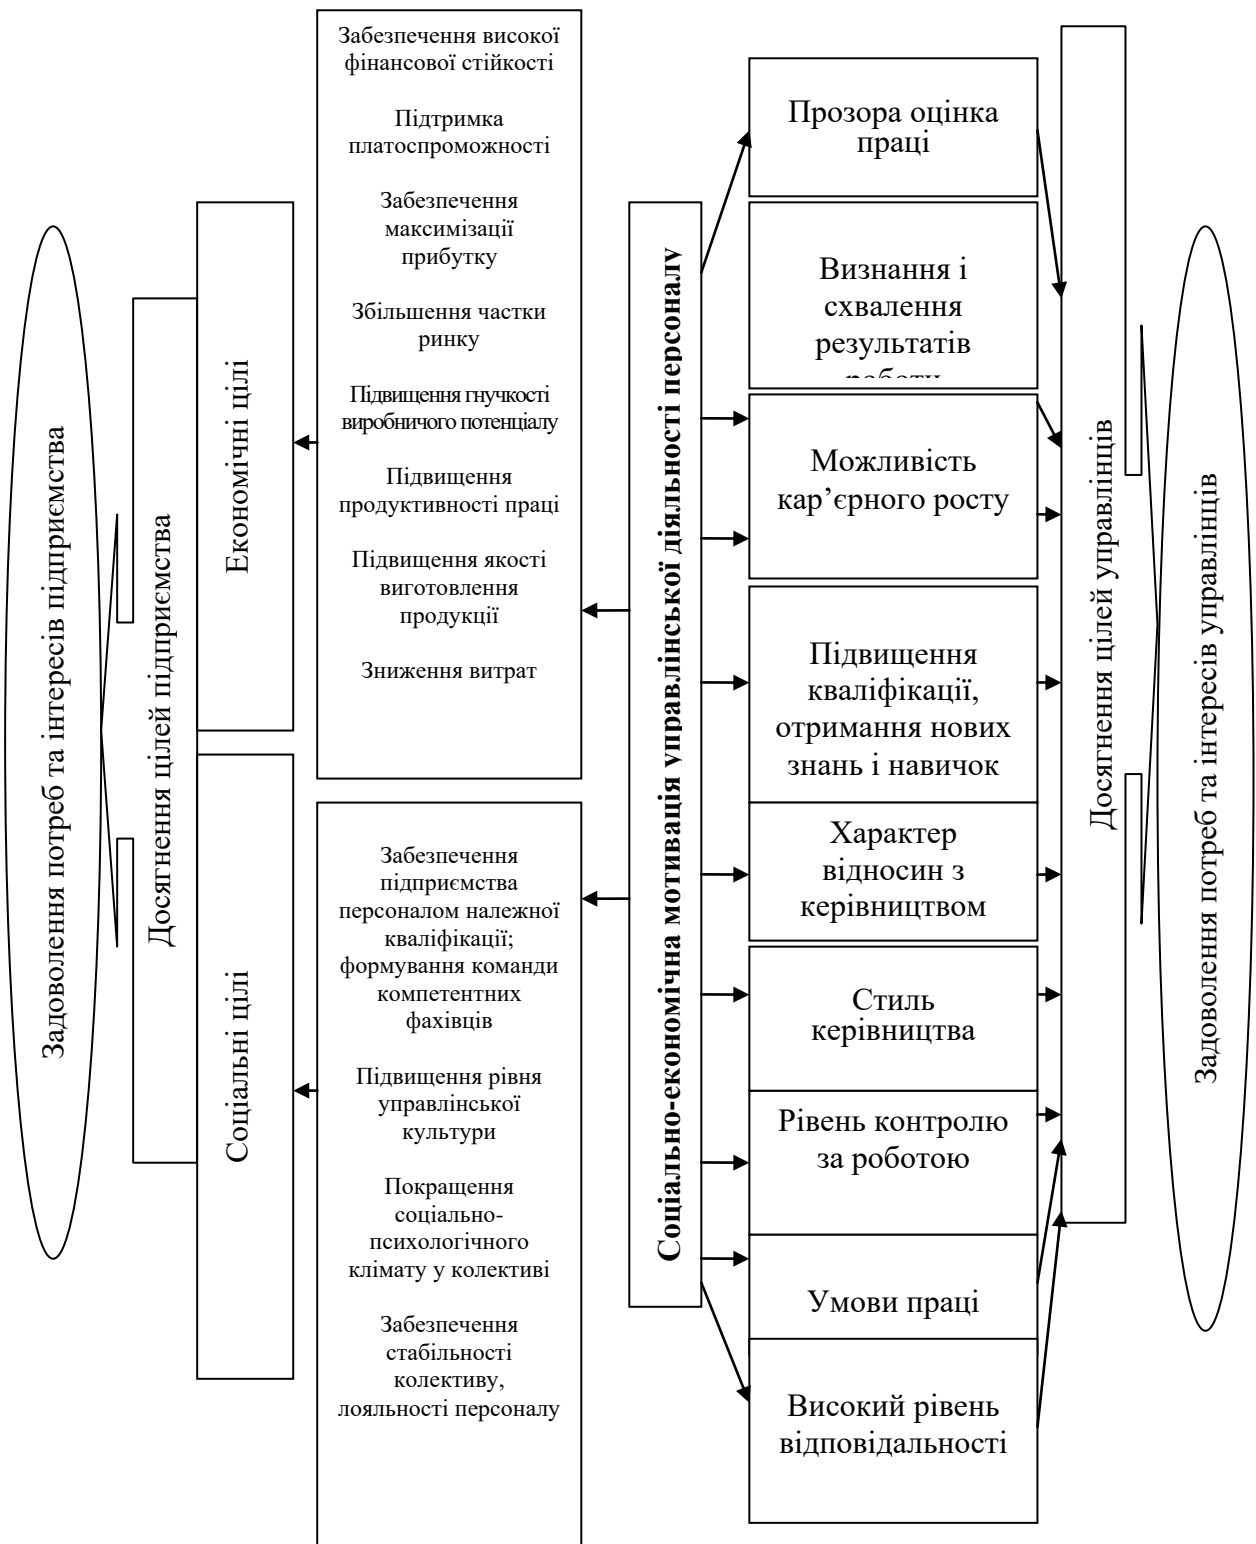 Задоволення потреб та інтересів підприємства
Досягнення цілей підприємства
Економічні цілі
Соціальні цілі
Забезпечення високої
фінансової стійкості
Підтримка
платоспроможності
Забезпечення
максимізації
прибутку
Збільшення частки
ринку
Підвищення гнучкості
виробничого потенціалу
Підвищення
продуктивності праці
Підвищення якості
виготовлення
продукції
Зниження витрат
Забезпечення
підприємства
персоналом належної
кваліфікації;
формування команди
компетентних
фахівців
Підвищення рівня
управлінської
культури
Покращення
соціально-
психологічного
клімату у колективі
Забезпечення
стабільності
колективу,
лояльності персоналу
Соціально-економічна мотивація управлінської діяльності персоналу
Прозора оцінка
праці
Визнання і
схвалення
результатів
роботи
Можливість
кар’єрного росту
Підвищення
кваліфікації,
отримання нових
знань і навичок
Характер
відносин з
керівництвом
Стиль
керівництва
Рівень контролю
за роботою
Умови праці
Високий рівень
відповідальності
Досягнення цілей управлінців
Задоволення потреб та інтересів управлінців